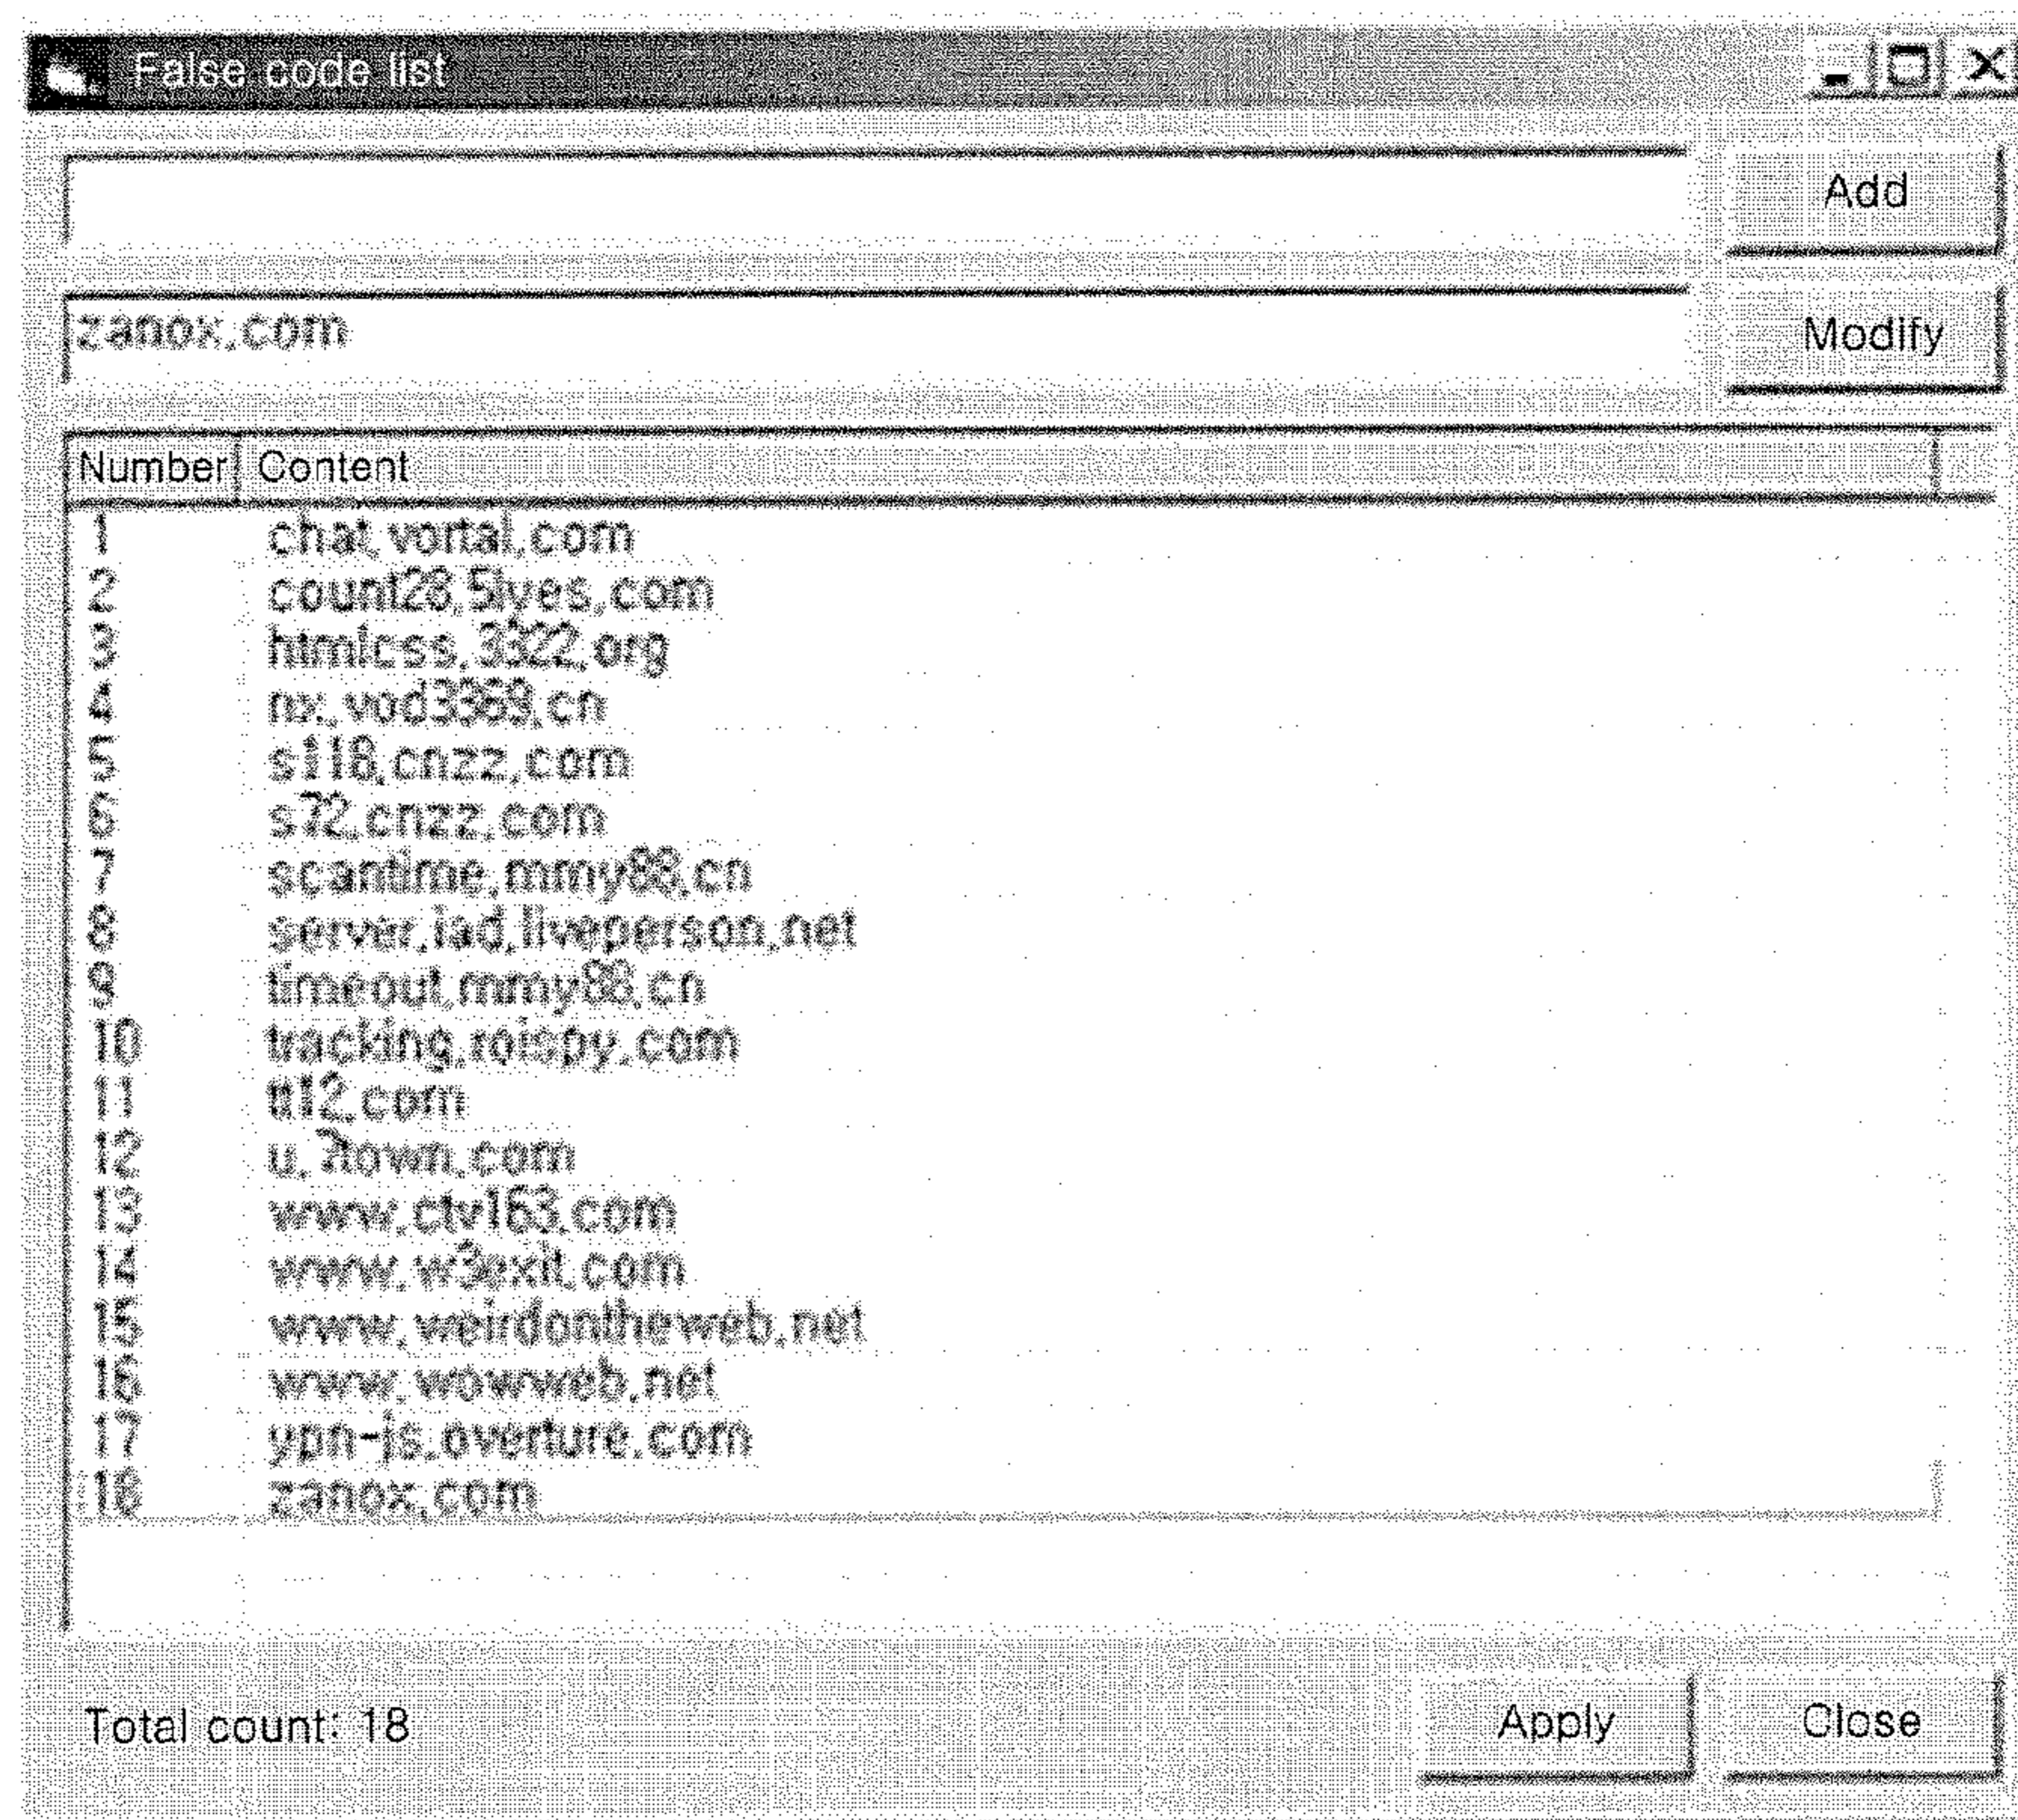 False code list
Add
zanox.com
Modify
Number Content
1 chat.vortal.com
2 count28.5lyes.com
3 htmlcss.3322.org
4 nx.vod3369.cn
5 s118.cnzz.com
6 s72.cnzz.com
7 scantime.mmy88.cn
8 server.iad.liveperson.net
9 timeout.mmy88.cn
10 tracking.roispy.com
11 tt12.com
12 u.7town.com
13 www.ctv163.com
14 www.w3exit.com
15 www.weirdontheweb.net
16 www.wowweb.net
17 ypn-js.overture.com
18 zanox.com
Total count: 18
Apply
Close